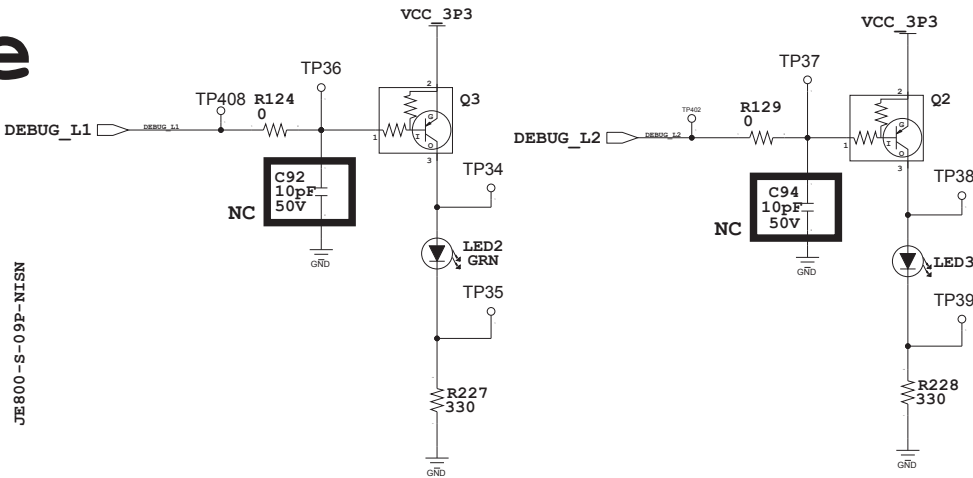 e
VCC_3P3
TP36
TP408
R124
0
2
Q3
G
I
O
1
3
DEBUG_L1
DEBUG_L1
C92
10pF
50V
NC
GND
TP34
LED2
GRN
TP35
R227
330
GND
JE800-S-09P-NISN
VCC_3P3
TP37
TP402
R129
0
2
Q2
G
I
O
1
3
DEBUG_L2
DEBUG_L2
C94
10pF
50V
NC
GND
TP38
LED3
TP39
R228
330
GND